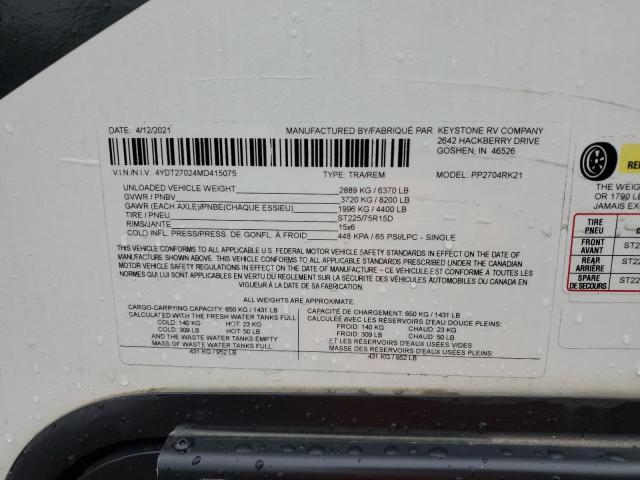 DATE: 4/12/2021 MANUFACTURED BY/FABRIQUÉ PAR: KEYSTONE RV COMPANY
2642 HACKBERRY DRIVE
GOSHEN, IN 46526
V.I.N./N.I.V.: 4YDT27024MD415075 TYPE: TRA/REM MODEL: PP2704RK21
UNLOADED VEHICLE WEIGHT: 2889 KG / 6370 LB
GVWR / PNBV 3720 KG / 8200 LB
GAWR (EACH AXLE)/PNBE(CHAQUE ESSIEU) 1996 KG / 4400 LB
TIRE / PNEU ST225/75R15D
RIMS/JANTES 15x6
COLD INFL. PRESS/PRESS. DE GONFL. À FROID: 448 KPA / 65 PSI/LPC - SINGLE
THIS VEHICLE CONFORMS TO ALL APPLICABLE U.S. FEDERAL MOTOR VEHICLE SAFETY STANDARDS IN EFFECT ON THE DATE OF
MANUFACTURE SHOWN ABOVE. THIS VEHICLE CONFORMS TO ALL APPLICABLE STANDARDS PRESCRIBED UNDER THE CANADIAN
MOTOR VEHICLE SAFETY REGULATIONS IN EFFECT ON THE DATE OF MANUFACTURE ~ CE VÉHICULE EST CONFORME À TOUTES LES
NORMES QUI LUI SONT APPLICABLES EN VERTU DU RÈGLEMENT SUR LA SÉCURITÉ DES VÉHICULES AUTOMOBILES DU CANADA EN
VIGUEUR À LA DATE DE SA FABRICATION
ALL WEIGHTS ARE APPROXIMATE.
CARGO-CARRYING CAPACITY: 650 KG / 1431 LB
CALCULATED WITH THE FRESH WATER TANKS FULL:
COLD: 140 KG HOT: 23 KG
COLD: 309 LB HOT: 50 LB
AND THE WASTE WATER TANKS EMPTY
MASS OF WASTE WATER TANKS FULL:
431 KG / 952 LB
CAPACITÉ DE CHARGEMENT: 650 KG / 1431 LB
CALCULÉE AVEC LES RÉSERVOIRS D'EAU DOUCE PLEINS:
FROID: 140 KG CHAUD: 23 KG
FROID: 309 LB CHAUD: 50 LB
ET LES RÉSERVOIRS D'EAUX USÉES VIDES
MASSE DES RÉSERVOIRS D'EAUX USÉES PLEINS:
431 KG / 952 LB
THE WEIG
OR 1790 LB
JAMAIS EX
TIRE
PNEU
FRONT
AVANT ST2
REAR
ARRIÈRE ST22
SPARE
DE SECOURS ST22